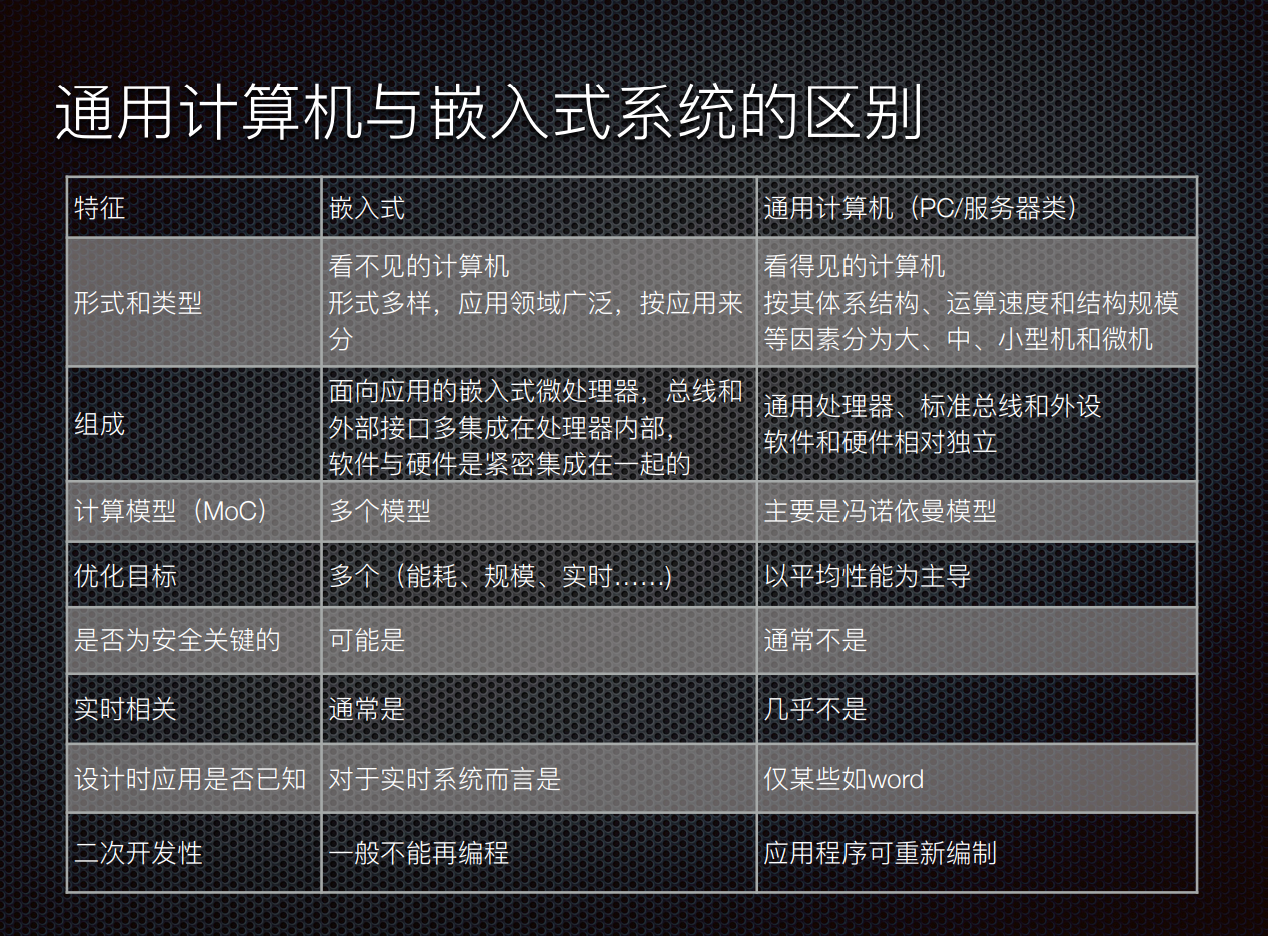 通用计算机与嵌入式系统的区别
特征
嵌入式
通用计算机（PC/服务器类）
形式和类型
看不见的计算机
形式多样，应用领域广泛，按应用来
分
看得见的计算机
按其体系结构、运算速度和结构规模
等因素分为大、中、小型机和微机
组成
面向应用的嵌入式微处理器，总线和
外部接口多集成在处理器内部，
软件与硬件是紧密集成在一起的
通用处理器、标准总线和外设
软件和硬件相对独立
计算模型（MoC）
多个模型
主要是冯诺依曼模型
优化目标
多个（能耗、规模、实时……)
以平均性能为主导
是否为安全关键的
可能是
通常不是
实时相关
通常是
几乎不是
设计时应用是否已知
对于实时系统而言是
仅某些如word
二次开发性
一般不能再编程
应用程序可重新编制